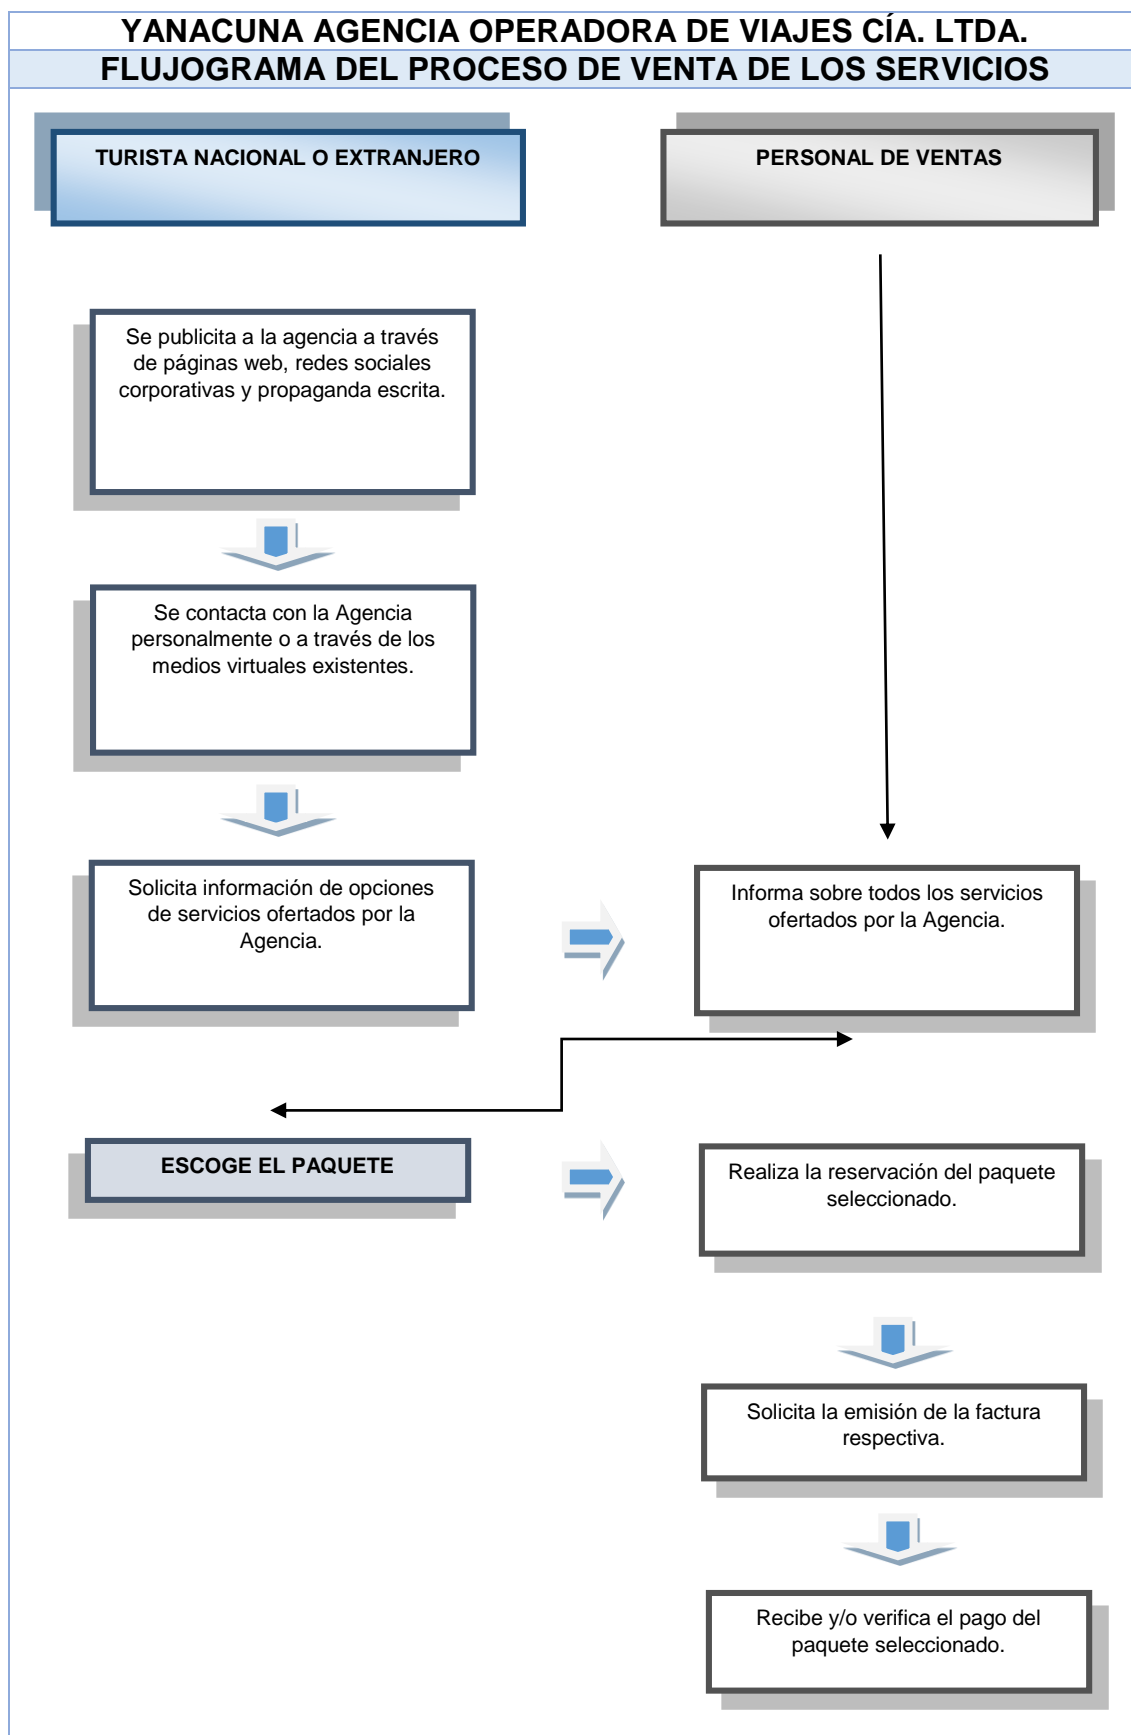 YANACUNA AGENCIA OPERADORA DE VIAJES CÍA. LTDA.
FLUJOGRAMA DEL PROCESO DE VENTA DE LOS SERVICIOS
TURISTA NACIONAL O EXTRANJERO
PERSONAL DE VENTAS
Se publicita a la agencia a través
de páginas web, redes sociales
corporativas y propaganda escrita.
Se contacta con la Agencia
personalmente o a través de los
medios virtuales existentes.
Solicita información de opciones
de servicios ofertados por la
Agencia.
Informa sobre todos los servicios
ofertados por la Agencia.
ESCOGE EL PAQUETE
Realiza la reservación del paquete
seleccionado.
Solicita la emisión de la factura
respectiva.
Recibe y/o verifica el pago del
paquete seleccionado.